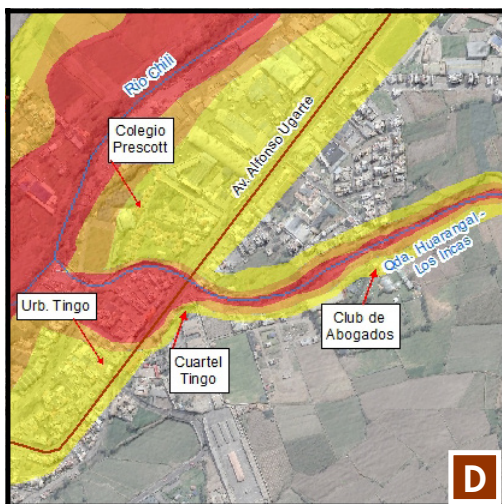 Río Chili
Colegio
Prescott
Av. Alfonso Ugarte
Qda. Huarangal -
Los Incas
Urb. Tingo
Club de
Abogados
Cuartel
Tingo
D